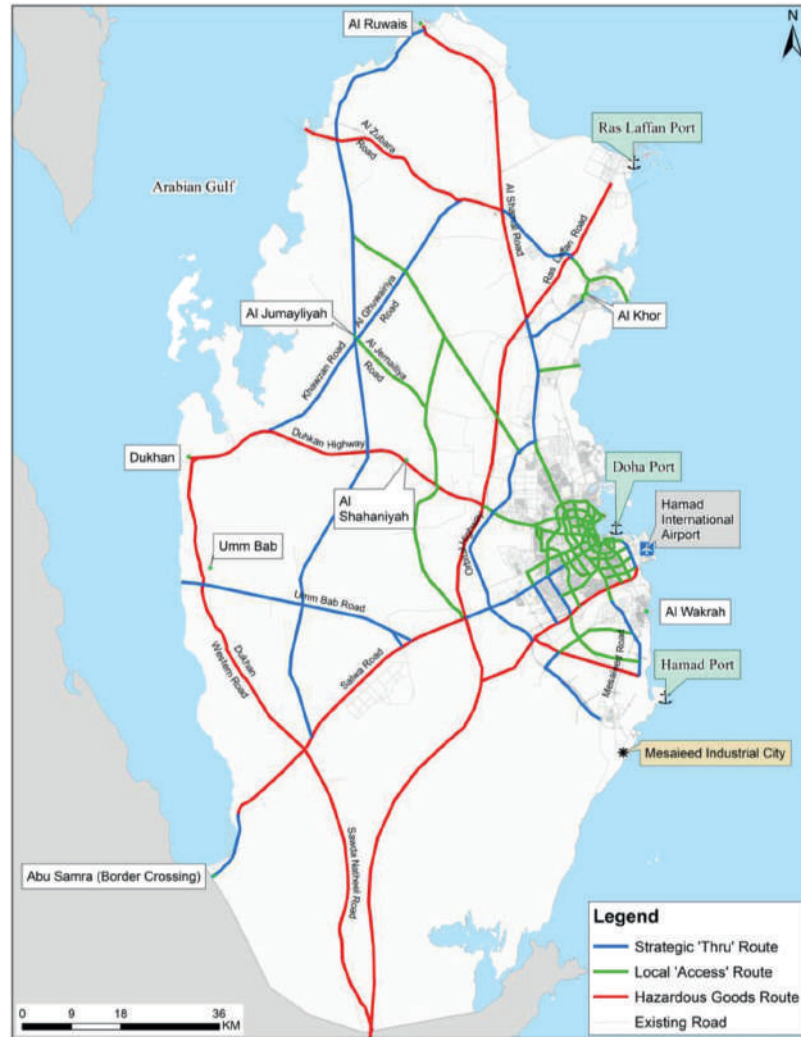 N
Al Ruwais
Ras Laffan Port
Al Zubara
Road
Arabian Gulf
Al Shamal Road
Ras Laffan Road
Al Khor
Al Jumayliyah
Al Ghuwairiya
Road
Khawzan Road
Al Jemailiya
Road
Duhkan Highway
Dukhan
Al
Shahaniyah
Doha Port
Hamad
International
Airport
Umm Bab
Orbital Highway
Umm Bab Road
Al Wakrah
Dukhan
Western Road
Salwa Road
Mesaieed Road
Hamad Port
Mesaieed Industrial City
Sawda Natheel Road
Abu Samra (Border Crossing)
Legend
Strategic 'Thru' Route
Local 'Access' Route
Hazardous Goods Route
Existing Road
0 9 18 36
KM